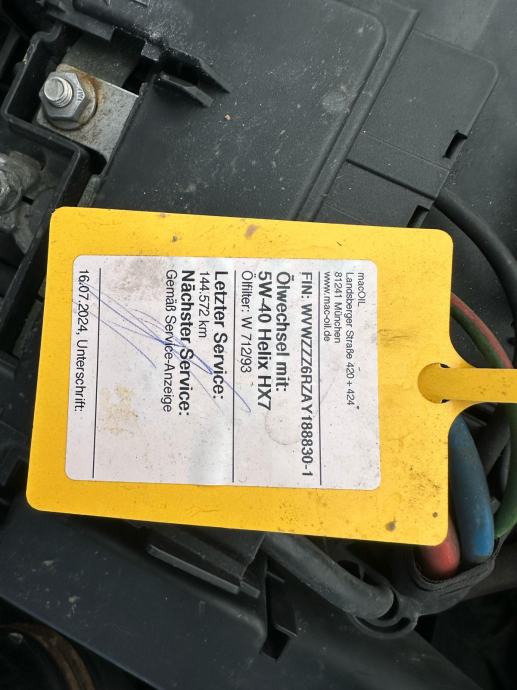 macOIL
Landsberger Straße 420 + 424
81241 München
www.mac-oil.de
FIN: WVWZZZ6RZAY188830-1
Ölwechsel mit:
5W-40 Helix HX7
Ölfilter: W 712/93
Letzter Service:
144.572 km
Nächster Service:
Gemäß Service-Anzeige
16.07.2024, Unterschrift: